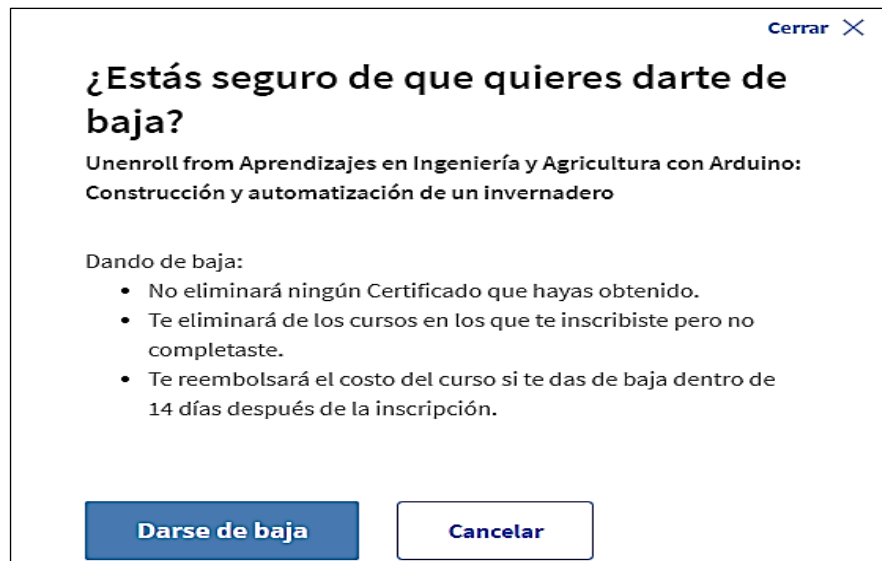 Cerrar
¿Estás seguro de que quieres darte de
baja?
Unenroll from Aprendizajes en Ingeniería y Agricultura con Arduino:
Construcción y automatización de un invernadero
Dando de baja:
• No eliminará ningún Certificado que hayas obtenido.
• Te eliminará de los cursos en los que te inscribiste pero no
completaste.
• Te reembolsará el costo del curso si te das de baja dentro de
14 días después de la inscripción.
Darse de baja
Cancelar